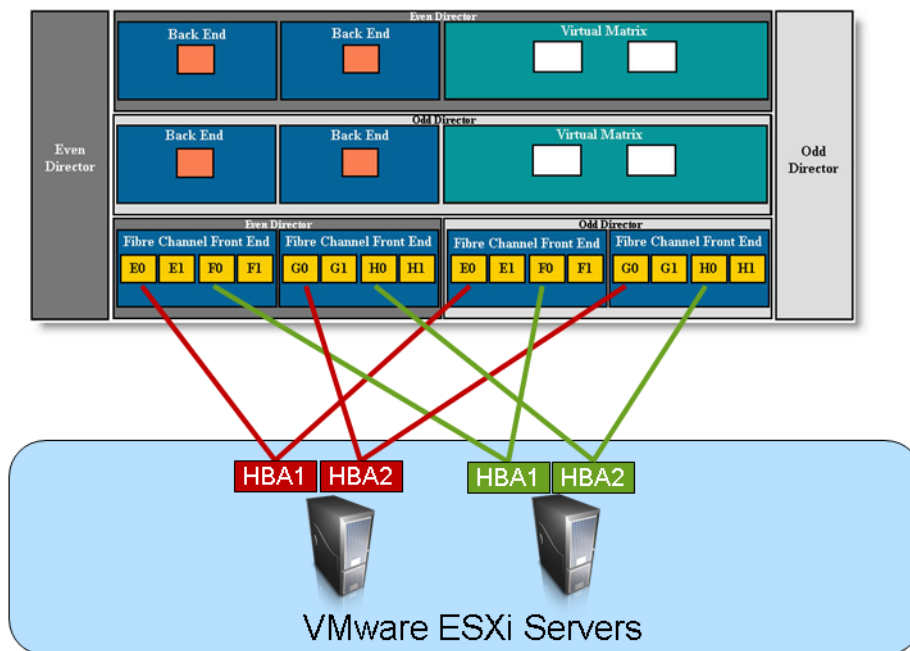 Even Director
Back End
Back End
Virtual Matrix
Even
Director
Odd Director
Back End
Back End
Virtual Matrix
Odd
Director
Even Director
Fibre Channel Front End
E0 E1 F0 F1
Fibre Channel Front End
G0 G1 H0 H1
Odd Director
Fibre Channel Front End
E0 E1 F0 F1
Fibre Channel Front End
G0 G1 H0 H1
HBA1 HBA2
HBA1 HBA2
VMware ESXi Servers